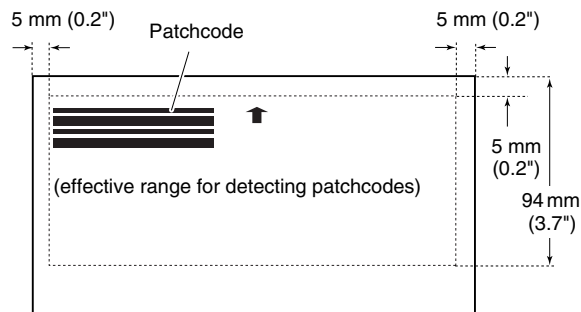 5 mm (0.2")
Patchcode
5 mm (0.2")
5 mm
(0.2")
(effective range for detecting patchcodes)
94 mm
(3.7")